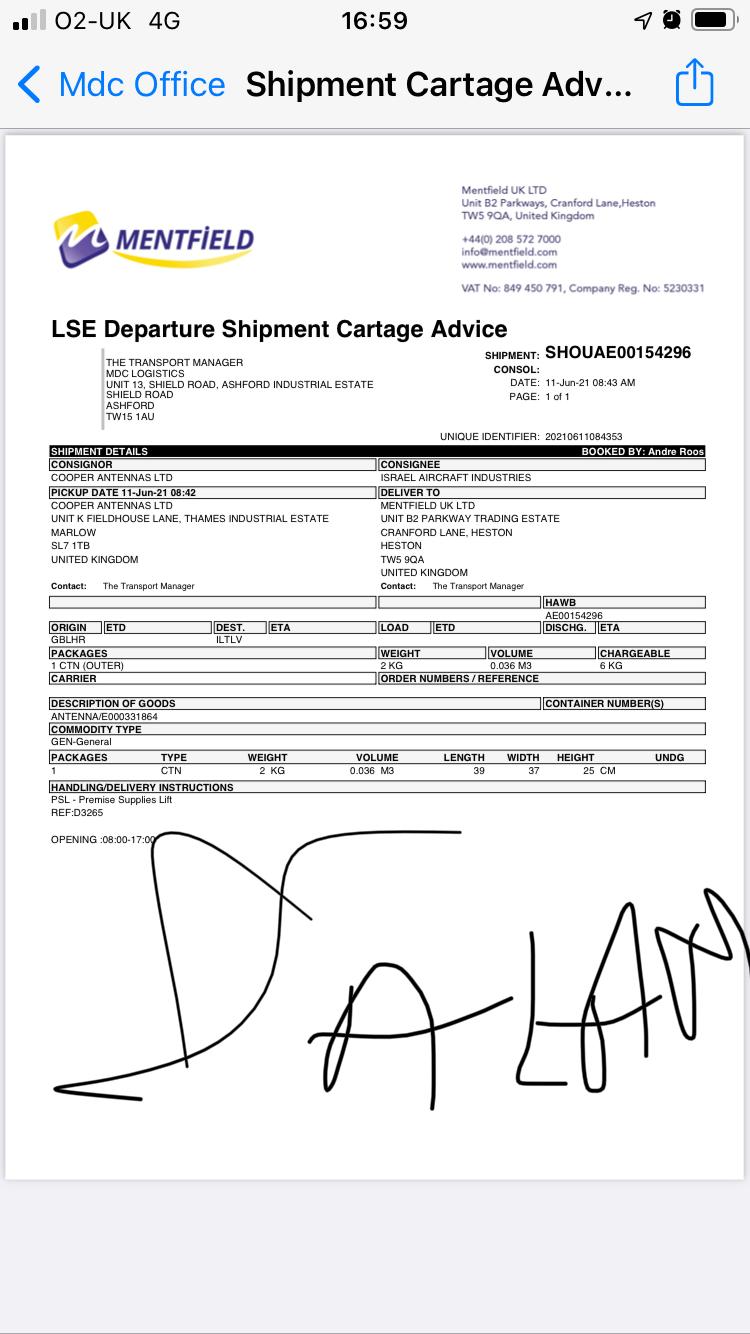 O2-UK 4G 16:59
Mdc Office Shipment Cartage Adv...
MENTFiELD
Mentfield UK LTD
Unit B2 Parkways, Cranford Lane,Heston
TW5 9QA, United Kingdom
+44(0) 208 572 7000
info@mentfield.com
www.mentfield.com
VAT No: 849 450 791, Company Reg. No: 5230331
LSE Departure Shipment Cartage Advice
THE TRANSPORT MANAGER
MDC LOGISTICS
UNIT 13, SHIELD ROAD, ASHFORD INDUSTRIAL ESTATE
SHIELD ROAD
ASHFORD
TW15 1AU
SHIPMENT: SHOUAE00154296
CONSOL:
DATE: 11-Jun-21 08:43 AM
PAGE: 1 of 1
UNIQUE IDENTIFIER: 20210611084353
SHIPMENT DETAILS BOOKED BY: Andre Roos
CONSIGNOR CONSIGNEE
COOPER ANTENNAS LTD ISRAEL AIRCRAFT INDUSTRIES
PICKUP DATE 11-Jun-21 08:42 DELIVER TO
COOPER ANTENNAS LTD MENTFIELD UK LTD
UNIT K FIELDHOUSE LANE, THAMES INDUSTRIAL ESTATE UNIT B2 PARKWAY TRADING ESTATE
MARLOW CRANFORD LANE, HESTON
SL7 1TB HESTON
UNITED KINGDOM TW5 9QA
UNITED KINGDOM
Contact: The Transport Manager Contact: The Transport Manager
HAWB
AE00154296
ORIGIN ETD DEST. ETA LOAD ETD DISCHG. ETA
GBLHR ILTLV
PACKAGES WEIGHT VOLUME CHARGEABLE
1 CTN (OUTER) 2 KG 0.036 M3 6 KG
CARRIER ORDER NUMBERS / REFERENCE
DESCRIPTION OF GOODS CONTAINER NUMBER(S)
ANTENNA/E000331864
COMMODITY TYPE
GEN-General
PACKAGES TYPE WEIGHT VOLUME LENGTH WIDTH HEIGHT UNDG
1 CTN 2 KG 0.036 M3 39 37 25 CM
HANDLING/DELIVERY INSTRUCTIONS
PSL - Premise Supplies Lift
REF:D3265
OPENING :08:00-17:00